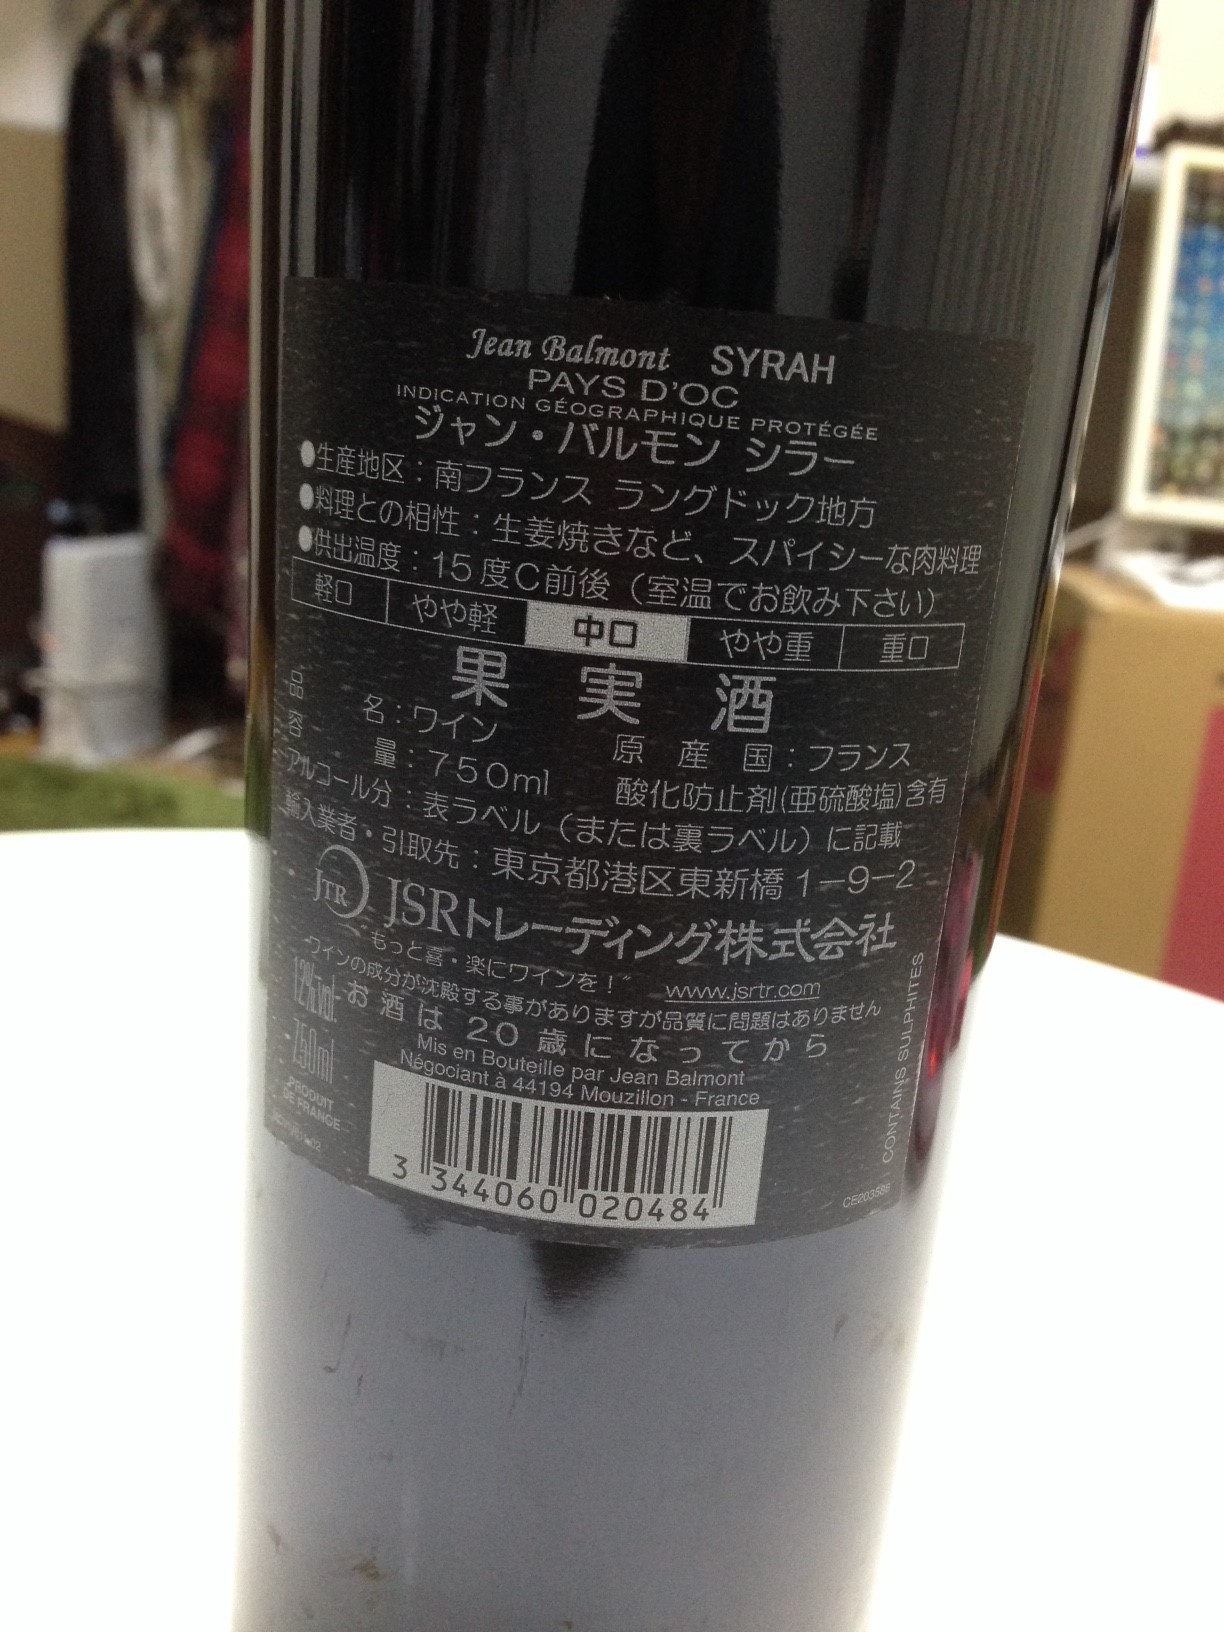 Jean Balmont SYRAH
PAYS D'OC
INDICATION GÉOGRAPHIQUE PROTÉGÉE
ジャン・バルモン シラー
●生産地区：南フランス ラングドック地方
●料理との相性：生姜焼きなど、スパイシーな肉料理
●供出温度：15度C前後（室温でお飲み下さい）
軽口 やや軽 中口 やや重 重口
果実酒
品名：ワイン 原産国：フランス
容量：750ml 酸化防止剤(亜硫酸塩)含有
アルコール分：表ラベル（または裏ラベル）に記載
輸入業者・引取先：東京都港区東新橋1-9-2
JTR JSRトレーディング株式会社
"もっと喜・楽にワインを！" www.jsrtr.com
ワインの成分が沈殿する事がありますが品質に問題はありません
お酒は20歳になってから
12%vol.
750ml
PRODUIT
DE FRANCE
Mis en Bouteille par Jean Balmont
Négociant à 44194 Mouzillon - France
3 344060 020484
CONTAINS SULPHITES